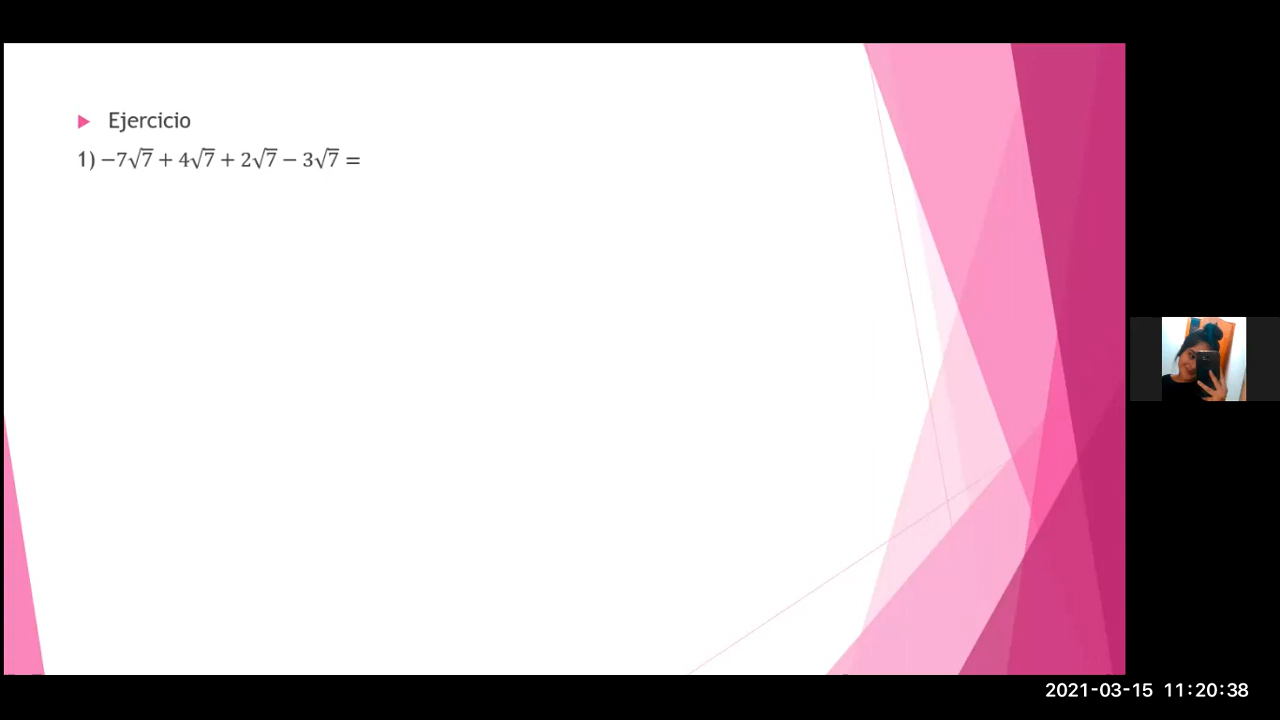 Ejercicio
1) −7√7 + 4√7 + 2√7 − 3√7 =
2021-03-15 11:20:38